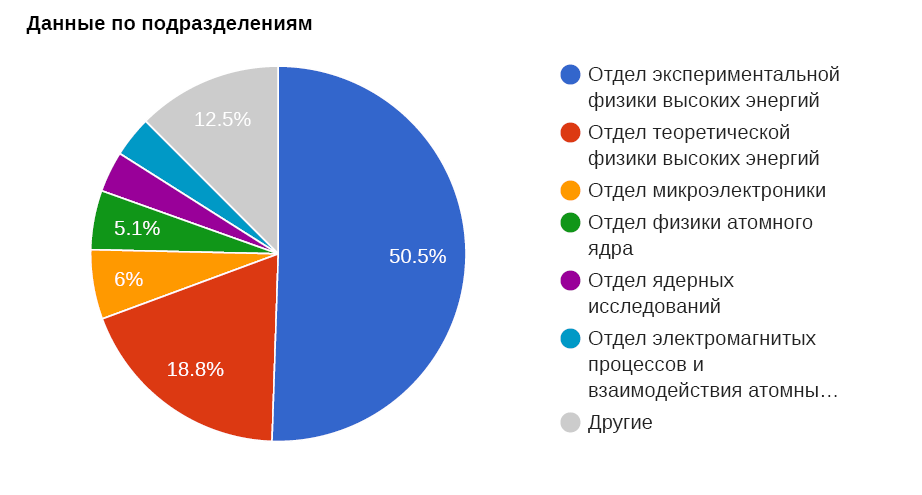 Данные по подразделениям
12.5%
5.1%
6%
18.8%
50.5%
Отдел экспериментальной
физики высоких энергий
Отдел теоретической
физики высоких энергий
Отдел микроэлектроники
Отдел физики атомного
ядра
Отдел ядерных
исследований
Отдел электромагнитых
процессов и
взаимодействия атомны…
Другие